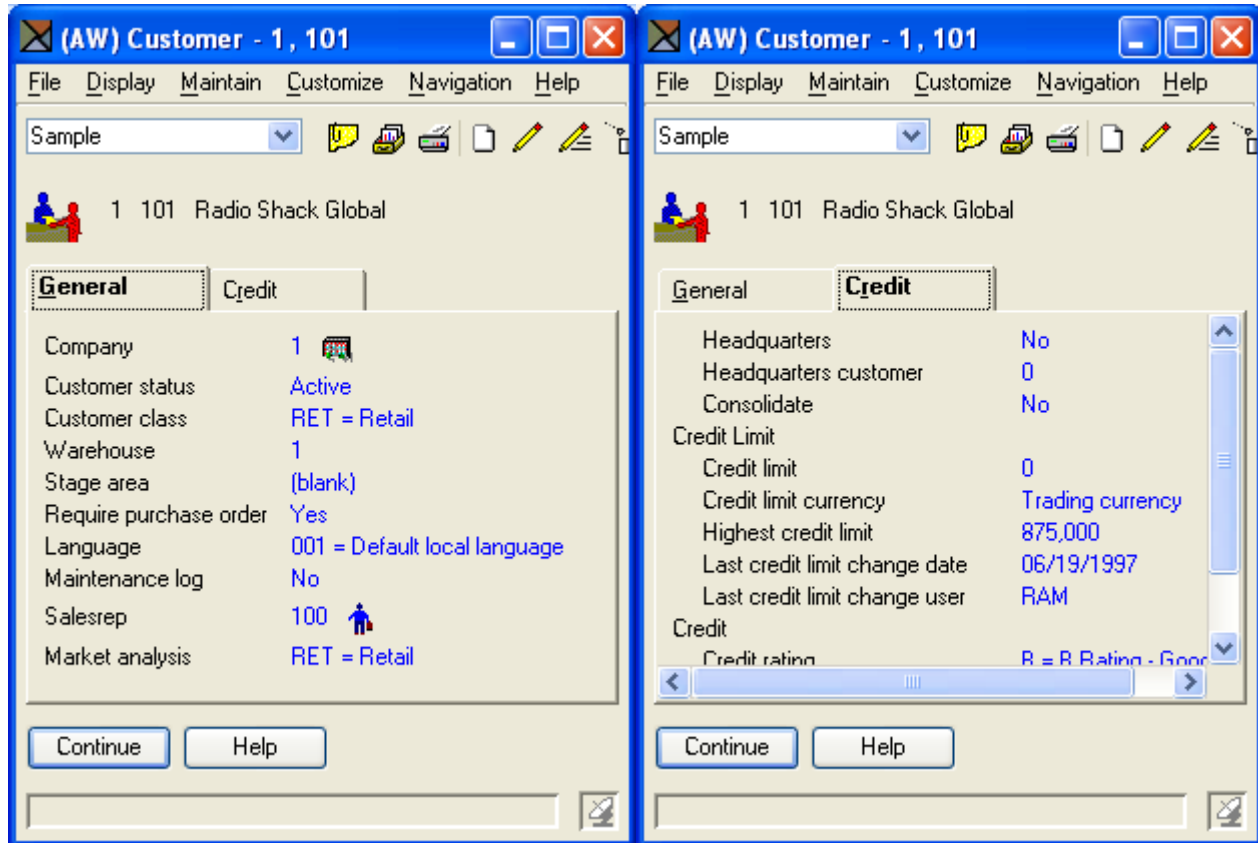 (AW) Customer - 1, 101
File Display Maintain Customize Navigation Help
Sample
1 101 Radio Shack Global
General Credit
Company 1
Customer status Active
Customer class RET = Retail
Warehouse 1
Stage area (blank)
Require purchase order Yes
Language 001 = Default local language
Maintenance log No
Salesrep 100
Market analysis RET = Retail
Continue Help
(AW) Customer - 1, 101
File Display Maintain Customize Navigation Help
Sample
1 101 Radio Shack Global
General Credit
Headquarters No
Headquarters customer 0
Consolidate No
Credit Limit
Credit limit 0
Credit limit currency Trading currency
Highest credit limit 875,000
Last credit limit change date 06/19/1997
Last credit limit change user RAM
Credit
Credit rating = Rating -
Continue Help